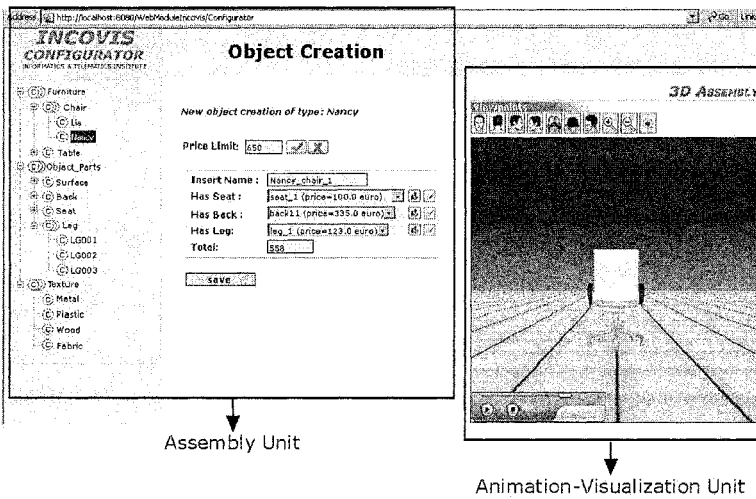 Address http://localhost:8080/WebModuleIncovis/Configurator Go Link
INCOVIS
CONFIGURATOR
INFORMATICS & TELEMATICS INSTITUTE
Object Creation
3D ASSEMBLY
Furniture
Chair
Lia
Nancy
Table
Object_Parts
Surface
Back
Seat
Leg
LG001
LG002
LG003
Texture
Metal
Plastic
Wood
Fabric
New object creation of type: Nancy
Price Limit: 650
Insert Name : Nancy_chair_1
Has Seat : seat_1 (price=100.0 euro)
Has Back : back11 (price=335.0 euro)
Has Leg: leg_1 (price=123.0 euro)
Total: 558
save
Assembly Unit
Animation-Visualization Unit